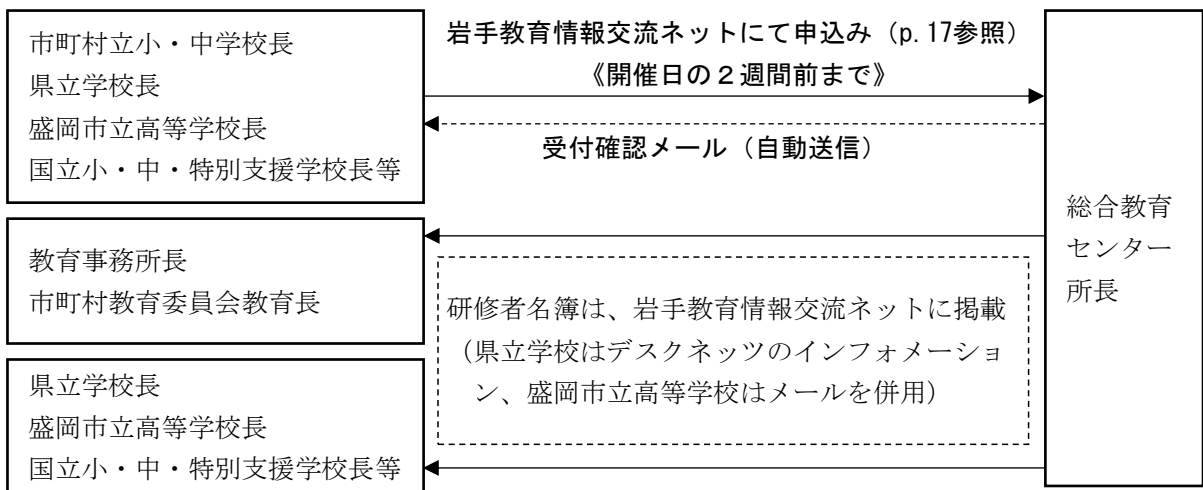 市町村立小・中学校長
県立学校長
盛岡市立高等学校長
国立小・中・特別支援学校長等
岩手教育情報交流ネットにて申込み（p.17参照）
《開催日の２週間前まで》
受付確認メール（自動送信）
教育事務所長
市町村教育委員会教育長
研修者名簿は、岩手教育情報交流ネットに掲載
（県立学校はデスクネッツのインフォメーショ
ン、盛岡市立高等学校はメールを併用）
県立学校長
盛岡市立高等学校長
国立小・中・特別支援学校長等
総合教育
センター
所長